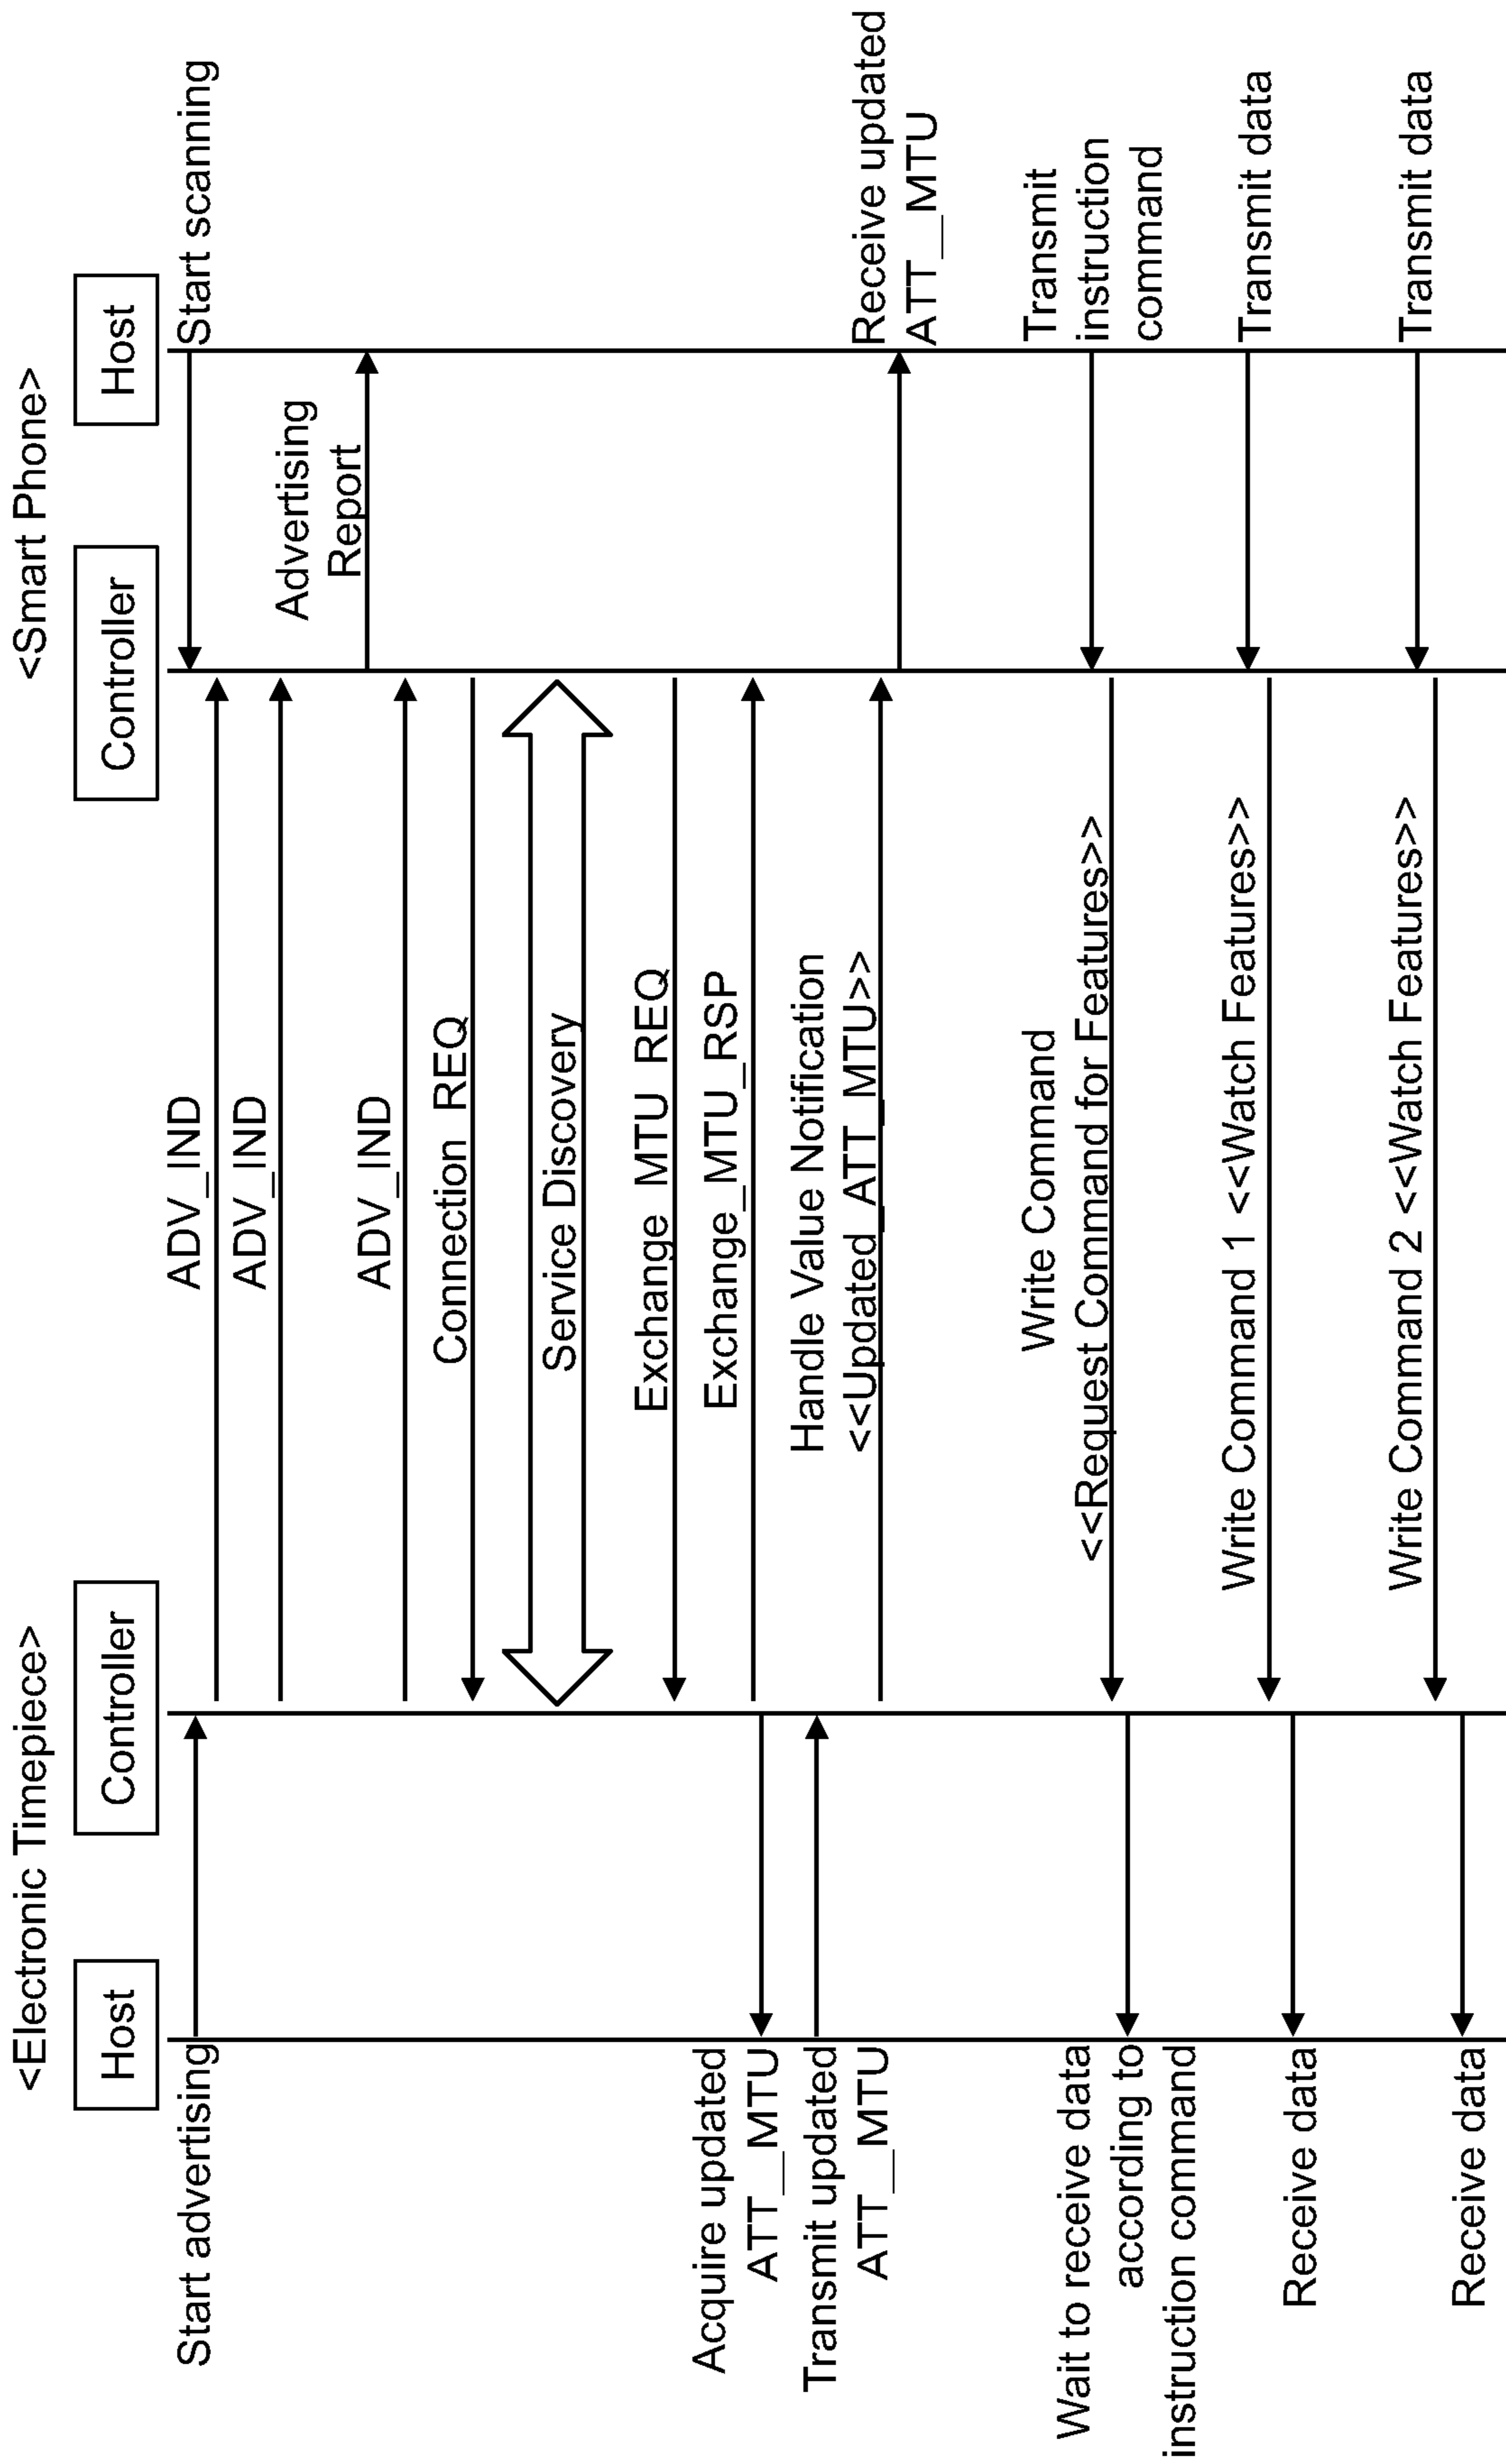 <Electronic Timepiece>
<Smart Phone>
Host
Controller
Controller
Host
Start advertising
Start scanning
ADV_IND
ADV_IND
Advertising
Report
ADV_IND
Connection_REQ
Service Discovery
Exchange_MTU_REQ
Exchange_MTU_RSP
Acquire updated
ATT_MTU
Transmit updated
ATT_MTU
Handle Value Notification
<<Updated_ATT_MTU>>
Receive updated
ATT_MTU
Transmit
instruction
command
Write Command
<<Request Command for Features>>
Wait to receive data
according to
instruction command
Transmit data
Write Command 1 <<Watch Features>>
Receive data
Transmit data
Write Command 2 <<Watch Features>>
Receive data